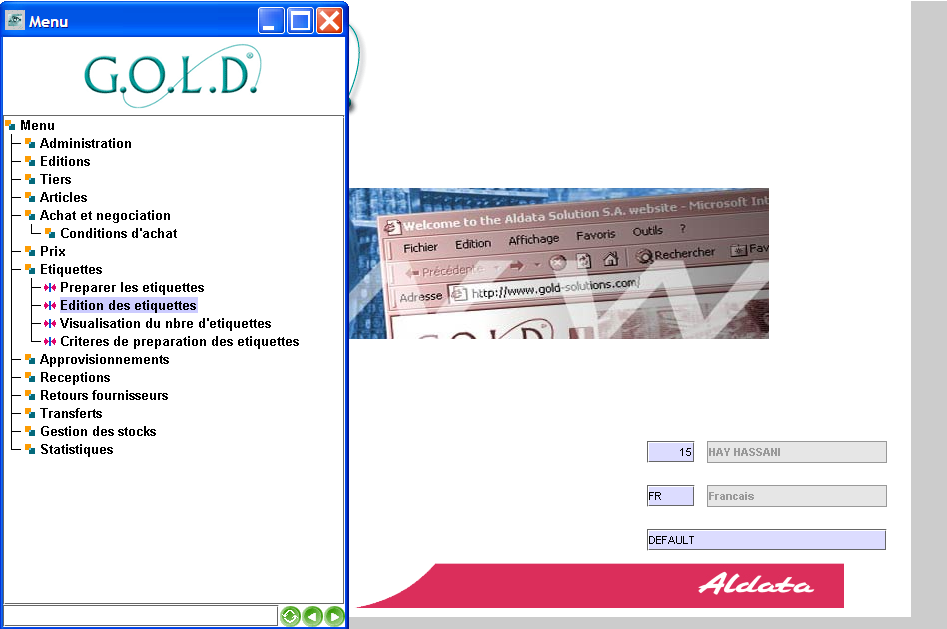 Menu
G.O.L.D.®
Menu
Administration
Editions
Tiers
Articles
Achat et negociation
Conditions d'achat
Prix
Etiquettes
Preparer les etiquettes
Edition des etiquettes
Visualisation du nbre d'etiquettes
Criteres de preparation des etiquettes
Approvisionnements
Receptions
Retours fournisseurs
Transferts
Gestion des stocks
Statistiques
Welcome to the Aldata Solution S.A. website - Microsoft Int
Fichier Edition Affichage Favoris Outils ?
Précédente Rechercher Fav
Adresse http://www.gold-solutions.com/
15 HAY HASSANI
FR Francais
DEFAULT
Aldata